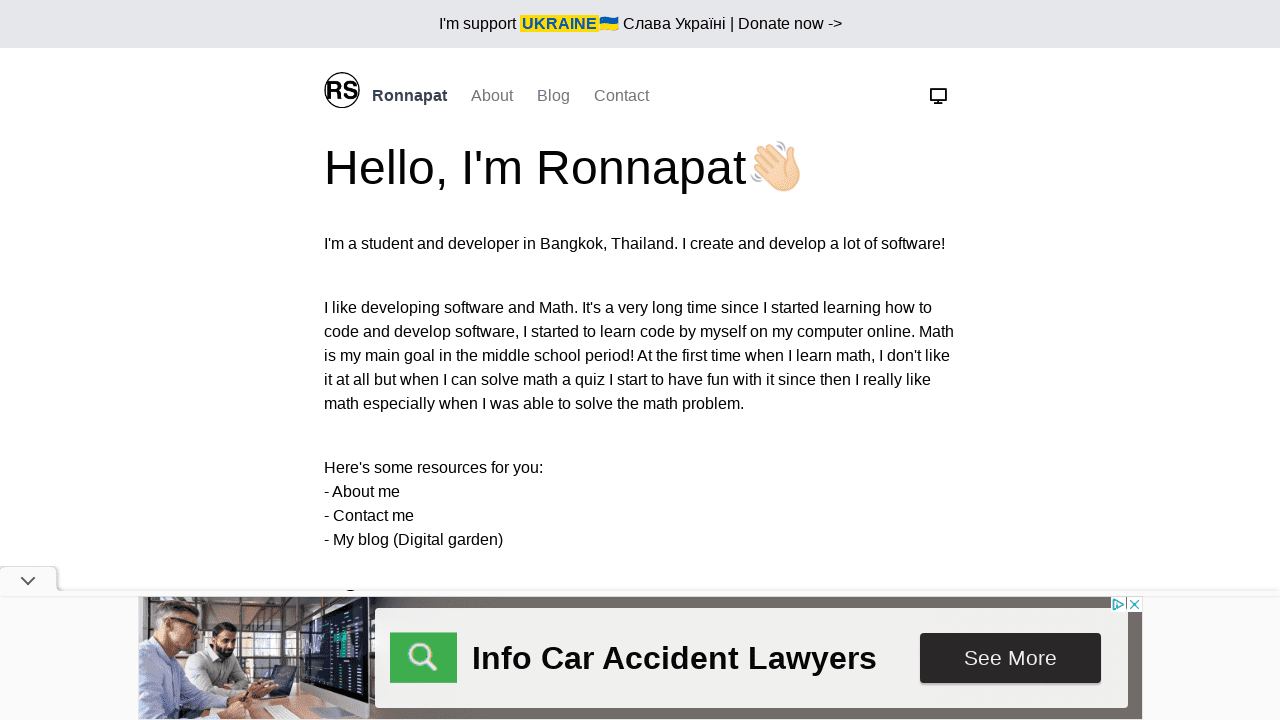 I'm support UKRAINE🇺🇦 Слава Україні | Donate now ->
RS Ronnapat About Blog Contact
Hello, I'm Ronnapat👋🏻
I'm a student and developer in Bangkok, Thailand. I create and develop a lot of software!
I like developing software and Math. It's a very long time since I started learning how to
code and develop software, I started to learn code by myself on my computer online. Math
is my main goal in the middle school period! At the first time when I learn math, I don't like
it at all but when I can solve math a quiz I start to have fun with it since then I really like
math especially when I was able to solve the math problem.
Here's some resources for you:
- About me
- Contact me
- My blog (Digital garden)
Info Car Accident Lawyers
See More